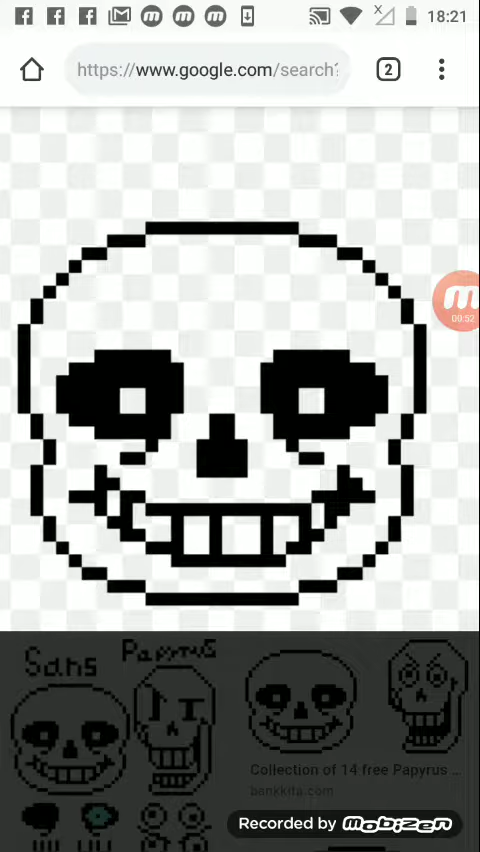 18:21
https://www.google.com/search?
2
00:52
Sans
Papyrus
Collection of 14 free Papyrus ...
bankkita.com
Recorded by mobizen